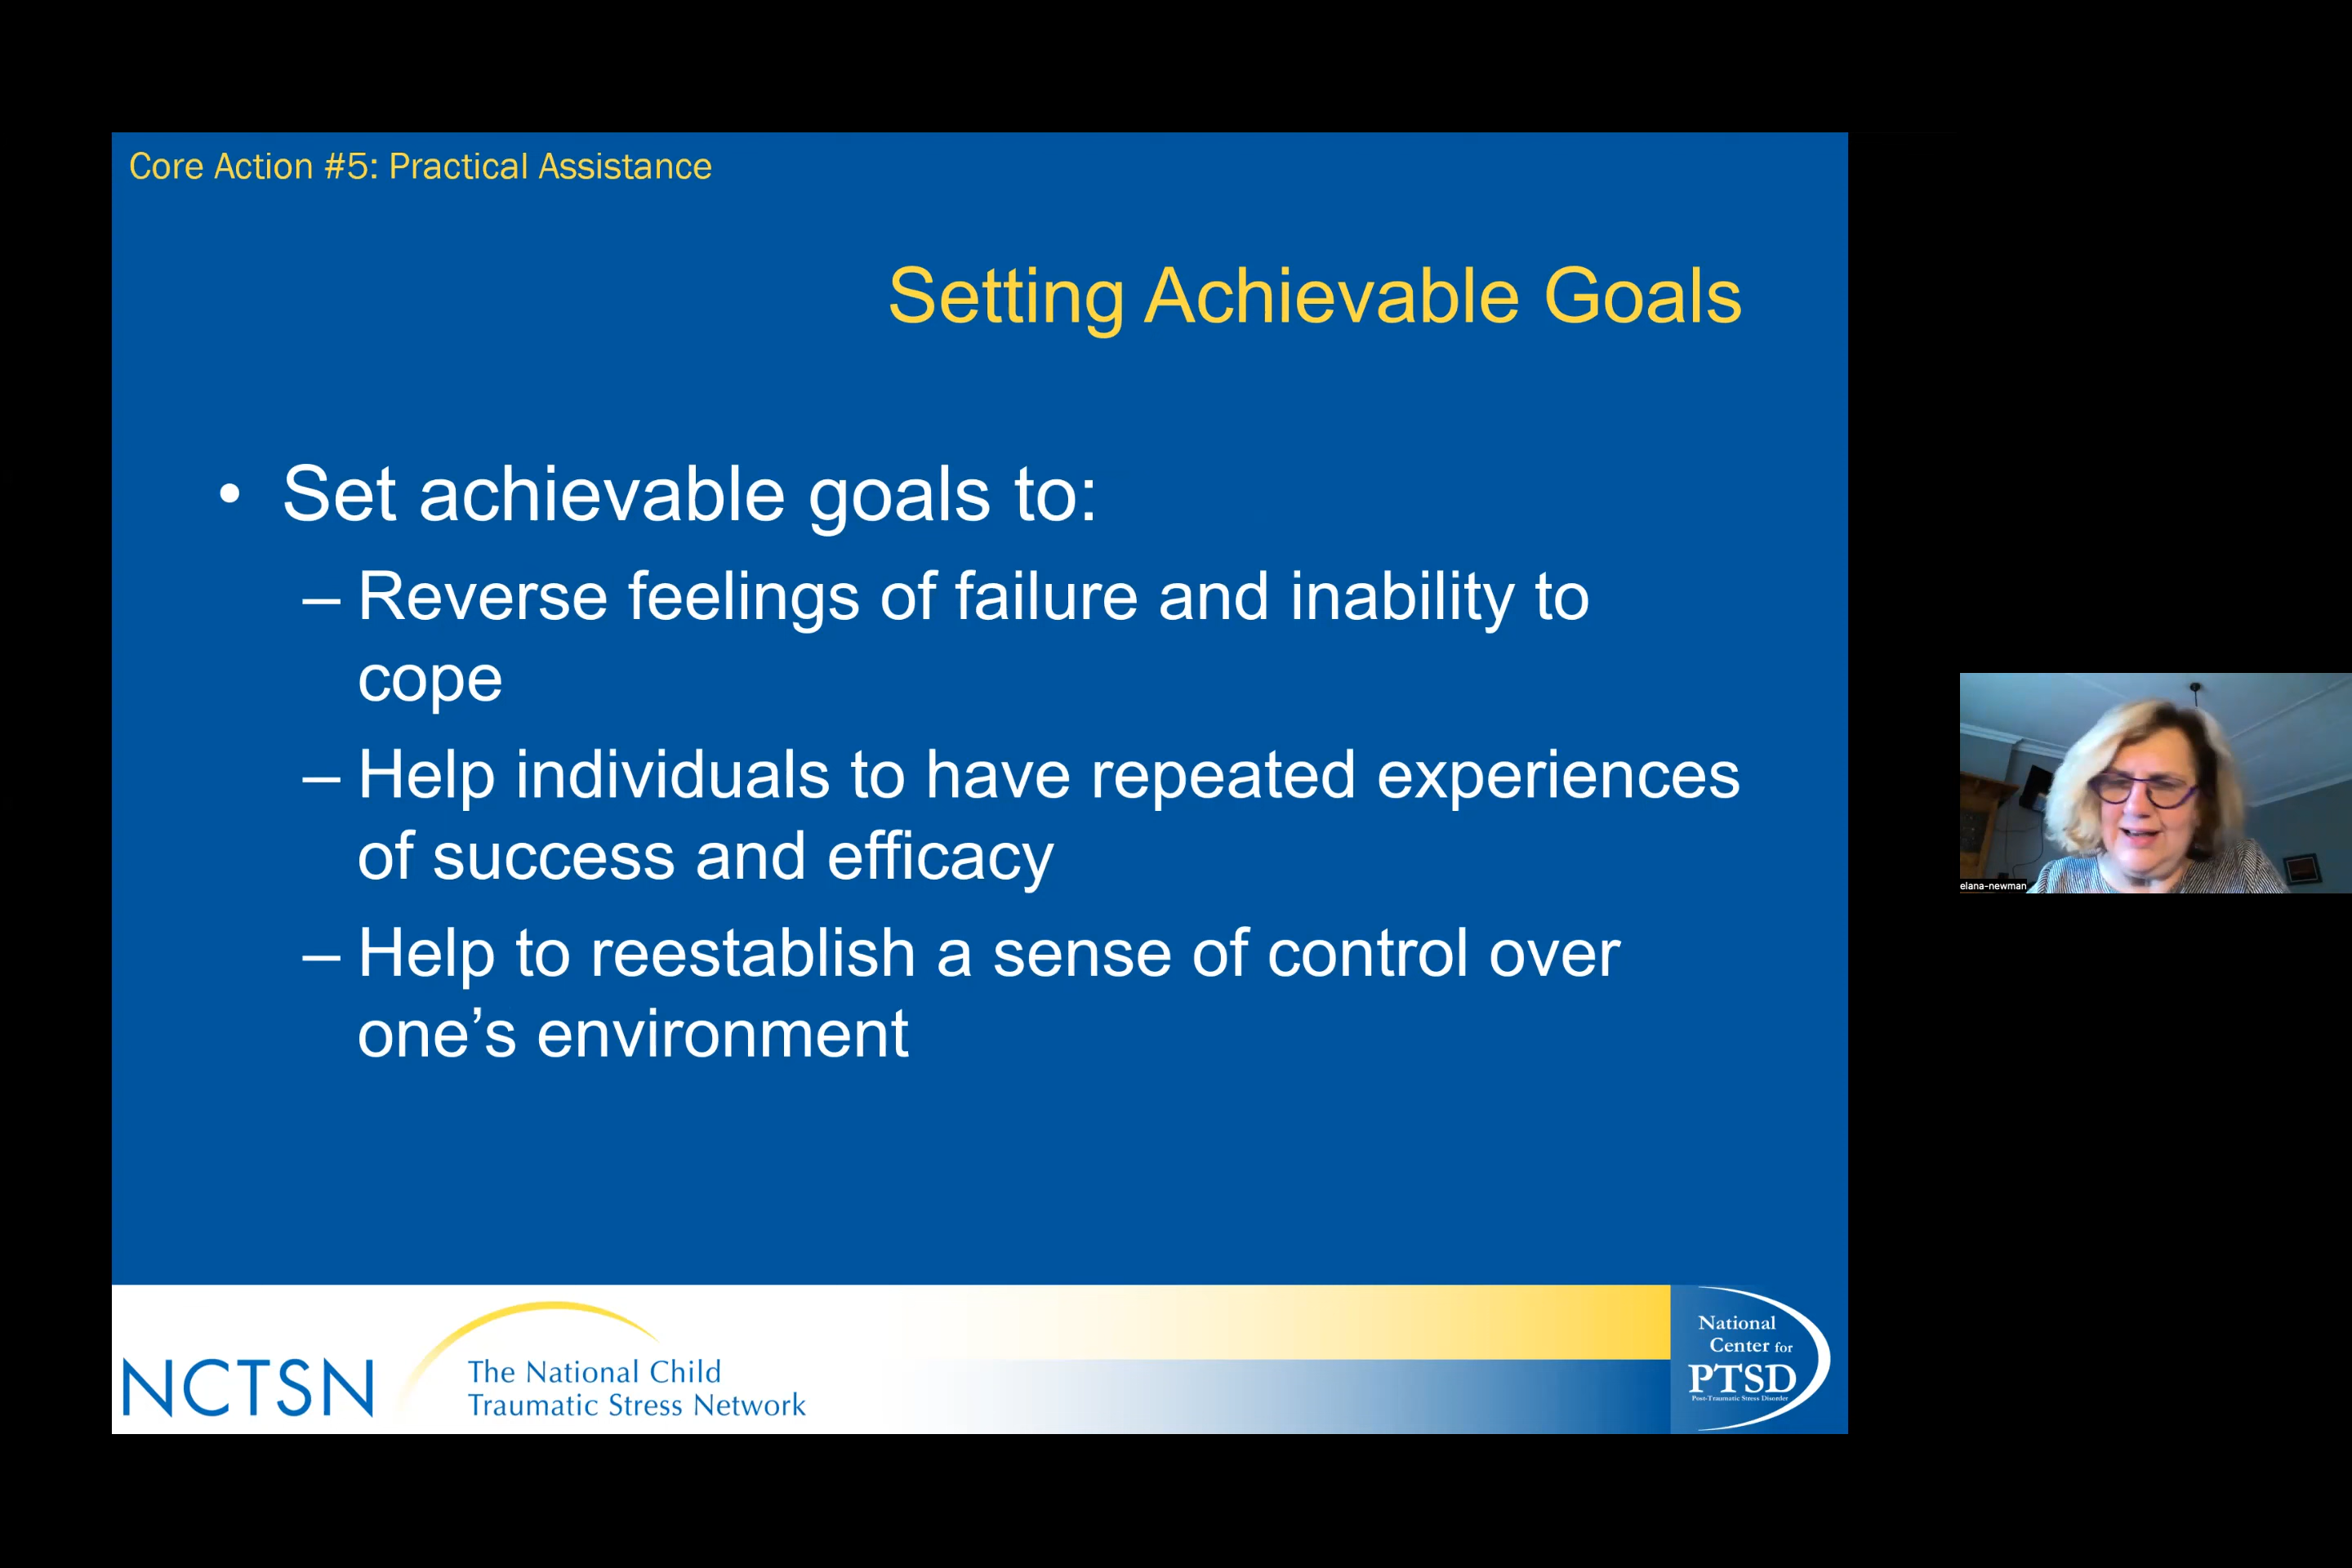 Core Action #5: Practical Assistance
Setting Achievable Goals
• Set achievable goals to:
– Reverse feelings of failure and inability to
cope
– Help individuals to have repeated experiences
of success and efficacy
– Help to reestablish a sense of control over
one’s environment
elana-newman
NCTSN
The National Child
Traumatic Stress Network
National
Center for
PTSD
Post-Traumatic Stress Disorder